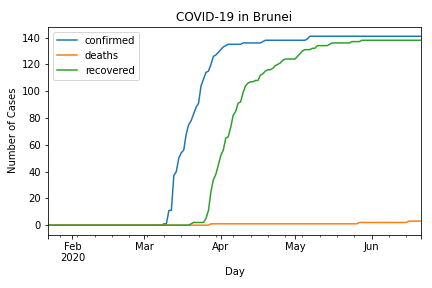 COVID-19 in Brunei
confirmed
deaths
recovered
Number of Cases
140
120
100
80
60
40
20
0
Feb Mar Apr May Jun
2020
Day